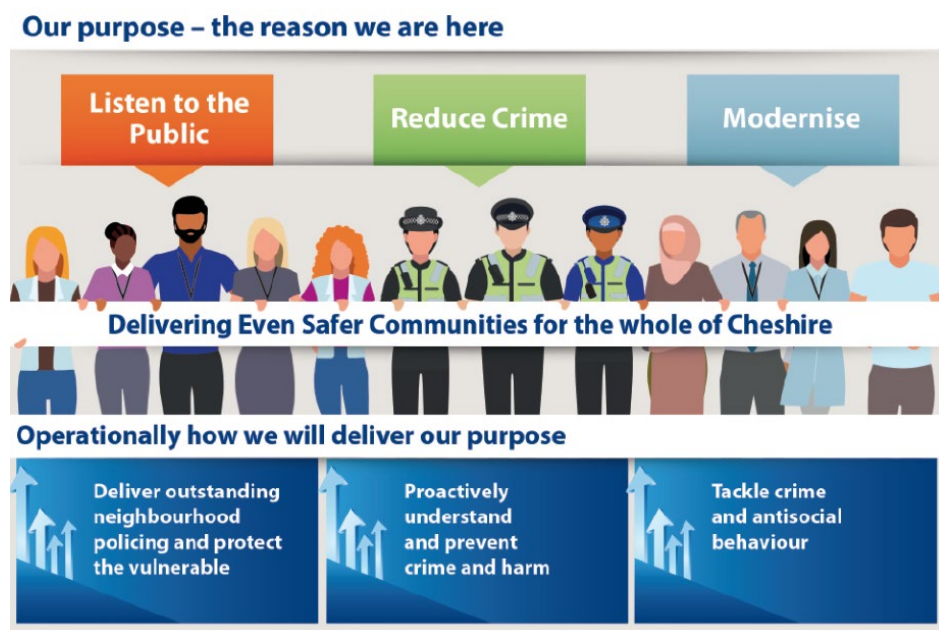 Our purpose – the reason we are here
Listen to the
Public
Reduce Crime
Modernise
Delivering Even Safer Communities for the whole of Cheshire
Operationally how we will deliver our purpose
Deliver outstanding
neighbourhood
policing and protect
the vulnerable
Proactively
understand
and prevent
crime and harm
Tackle crime
and antisocial
behaviour